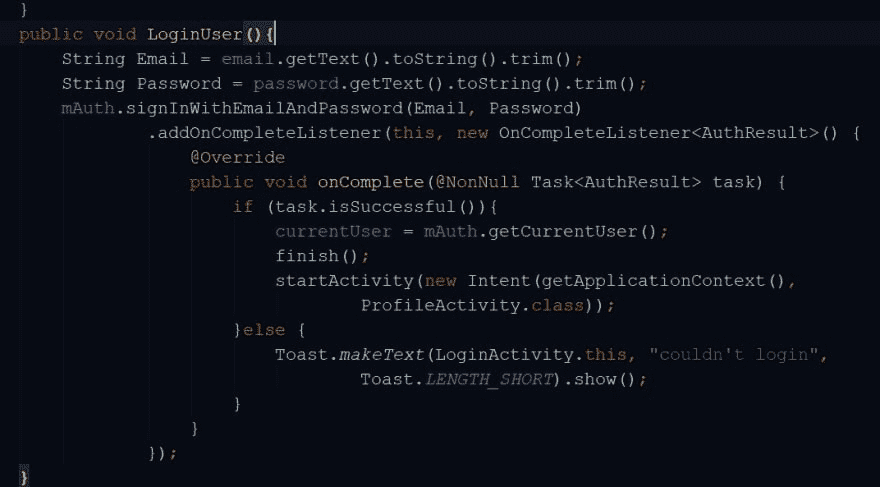 }
public void LoginUser(){
    String Email = email.getText().toString().trim();
    String Password = password.getText().toString().trim();
    mAuth.signInWithEmailAndPassword(Email, Password)
            .addOnCompleteListener(this, new OnCompleteListener<AuthResult>() {
                @Override
                public void onComplete(@NonNull Task<AuthResult> task) {
                    if (task.isSuccessful()){
                        currentUser = mAuth.getCurrentUser();
                        finish();
                        startActivity(new Intent(getApplicationContext(),
                                ProfileActivity.class));
                    }else {
                        Toast.makeText(LoginActivity.this, "couldn't login",
                                Toast.LENGTH_SHORT).show();
                    }
                }
            });
}